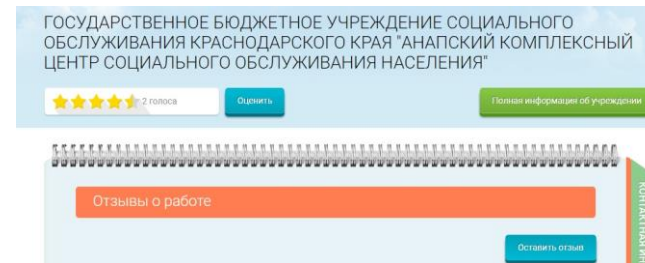 ГОСУДАРСТВЕННОЕ БЮДЖЕТНОЕ УЧРЕЖДЕНИЕ СОЦИАЛЬНОГО
ОБСЛУЖИВАНИЯ КРАСНОДАРСКОГО КРАЯ "АНАПСКИЙ КОМПЛЕКСНЫЙ
ЦЕНТР СОЦИАЛЬНОГО ОБСЛУЖИВАНИЯ НАСЕЛЕНИЯ"
2 голоса
Оценить
Полная информация об учреждении
Отзывы о работе
Оставить отзыв
КОНТАКТНАЯ